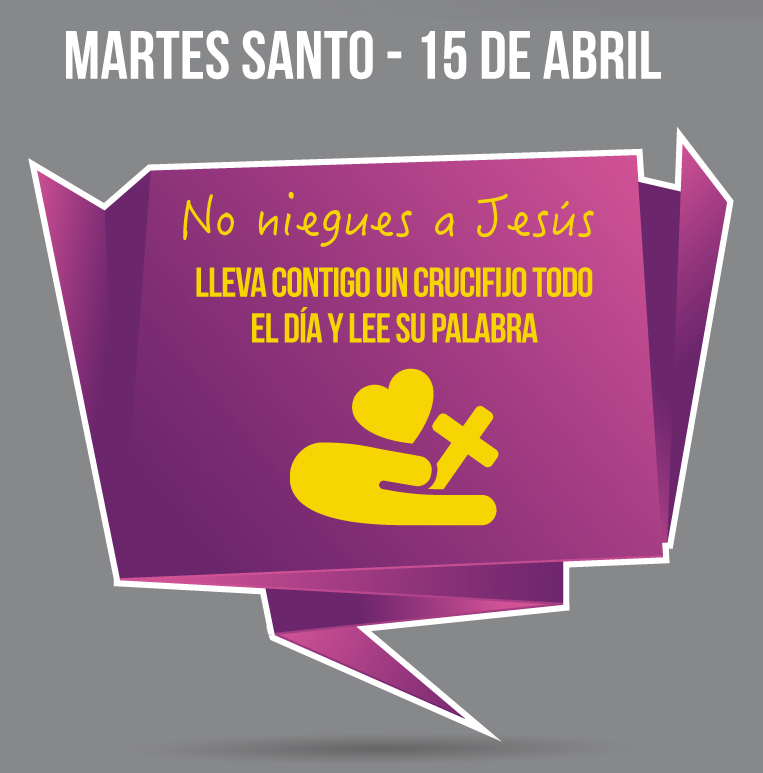 MARTES SANTO - 15 DE ABRIL
No niegues a Jesús
LLEVA CONTIGO UN CRUCIFIJO TODO
EL DÍA Y LEE SU PALABRA